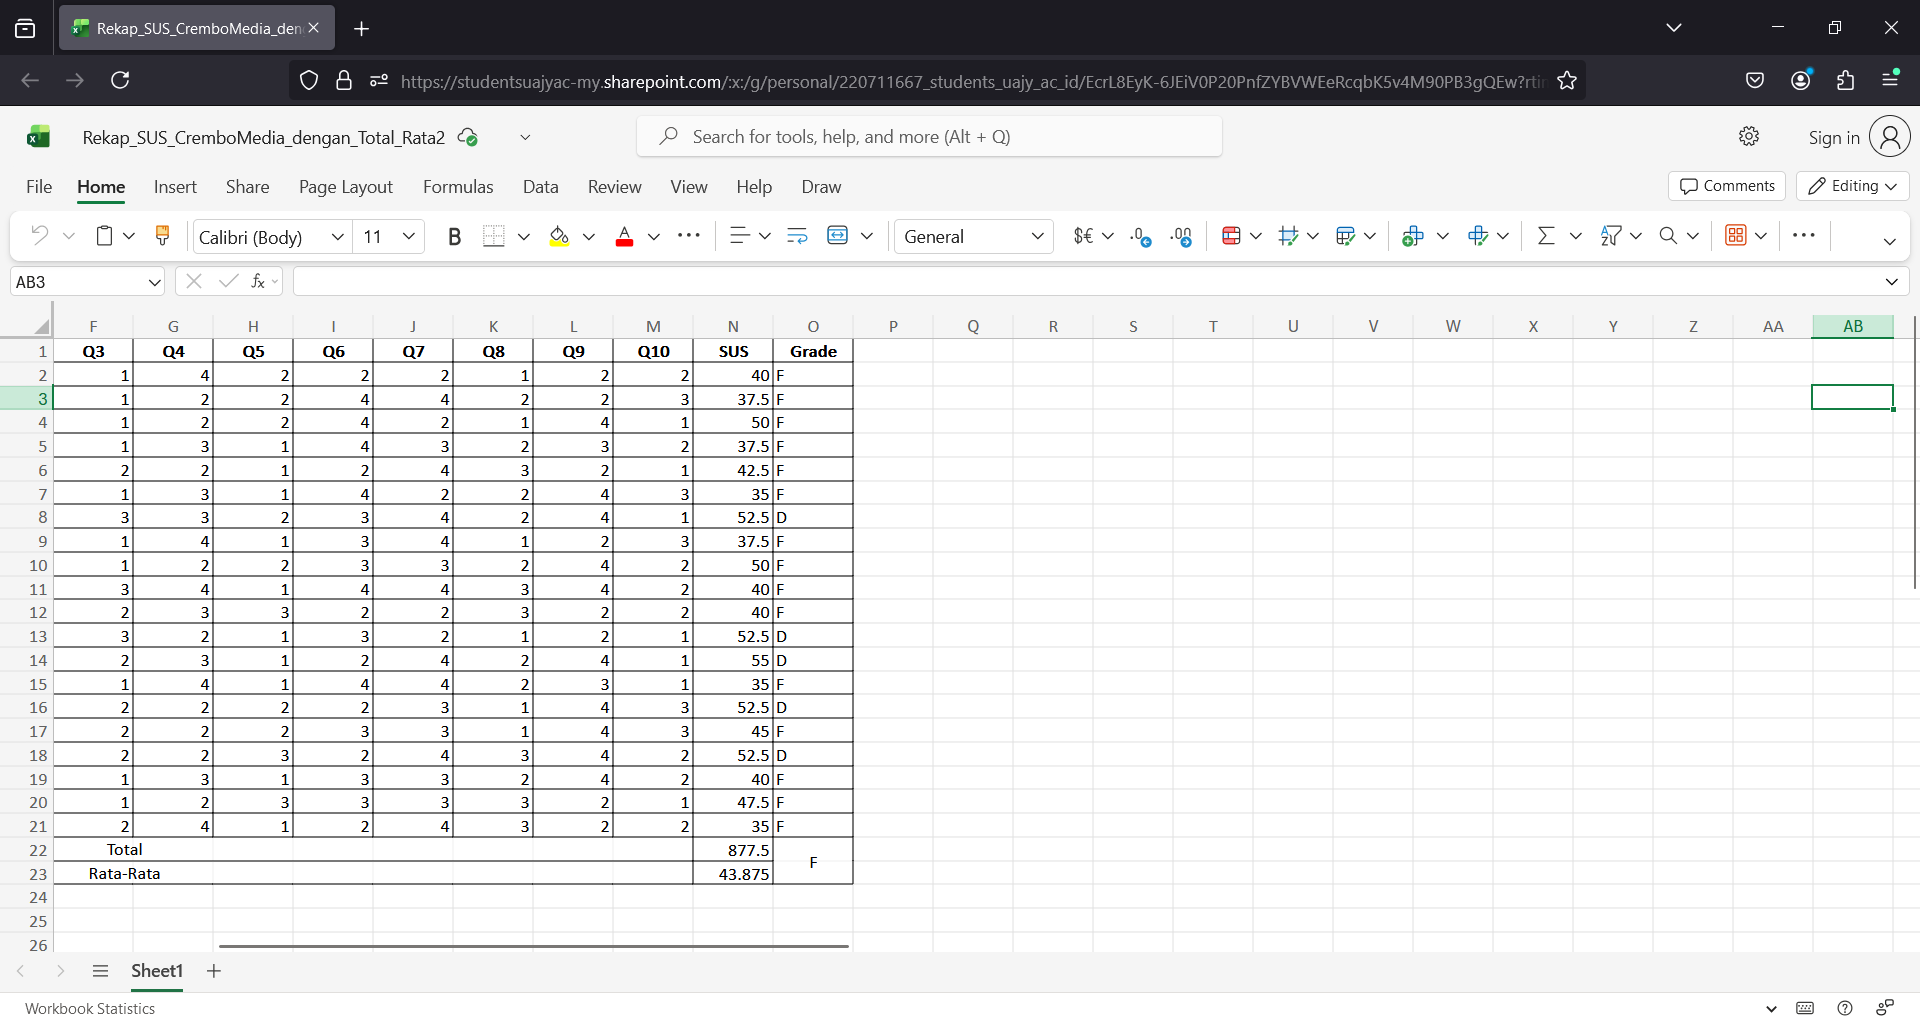 Rekap_SUS_CremboMedia_den
https://studentsuajyac-my.sharepoint.com/:x:/g/personal/220711667_students_uajy_ac_id/EcrL8EyK-6JEiV0P20PnfZYBVWEeRcqbK5v4M90PB3gQEw?rtin
Rekap_SUS_CremboMedia_dengan_Total_Rata2 Search for tools, help, and more (Alt + Q) Sign in
File Home Insert Share Page Layout Formulas Data Review View Help Draw Comments Editing
Calibri (Body) 11 B A General $€ .0 .00
AB3 fx
F G H I J K L M N O P Q R S T U V W X Y Z AA AB
1 Q3 Q4 Q5 Q6 Q7 Q8 Q9 Q10 SUS Grade
2 1 4 2 2 2 1 2 2 40 F
3 1 2 2 4 4 2 2 3 37.5 F
4 1 2 2 4 2 1 4 1 50 F
5 1 3 1 4 3 2 3 2 37.5 F
6 2 2 1 2 4 3 2 1 42.5 F
7 1 3 1 4 2 2 4 3 35 F
8 3 3 2 3 4 2 4 1 52.5 D
9 1 4 1 3 4 1 2 3 37.5 F
10 1 2 2 3 3 2 4 2 50 F
11 3 4 1 4 4 3 4 2 40 F
12 2 3 3 2 2 3 2 2 40 F
13 3 2 1 3 2 1 2 1 52.5 D
14 2 3 1 2 4 2 4 1 55 D
15 1 4 1 4 4 2 3 1 35 F
16 2 2 2 2 3 1 4 3 52.5 D
17 2 2 2 3 3 1 4 3 45 F
18 2 2 3 2 4 3 4 2 52.5 D
19 1 3 1 3 3 2 4 2 40 F
20 1 2 3 3 3 3 2 1 47.5 F
21 2 4 1 2 4 3 2 2 35 F
22 Total 877.5 F
23 Rata-Rata 43.875
24
25
26
Sheet1
Workbook Statistics